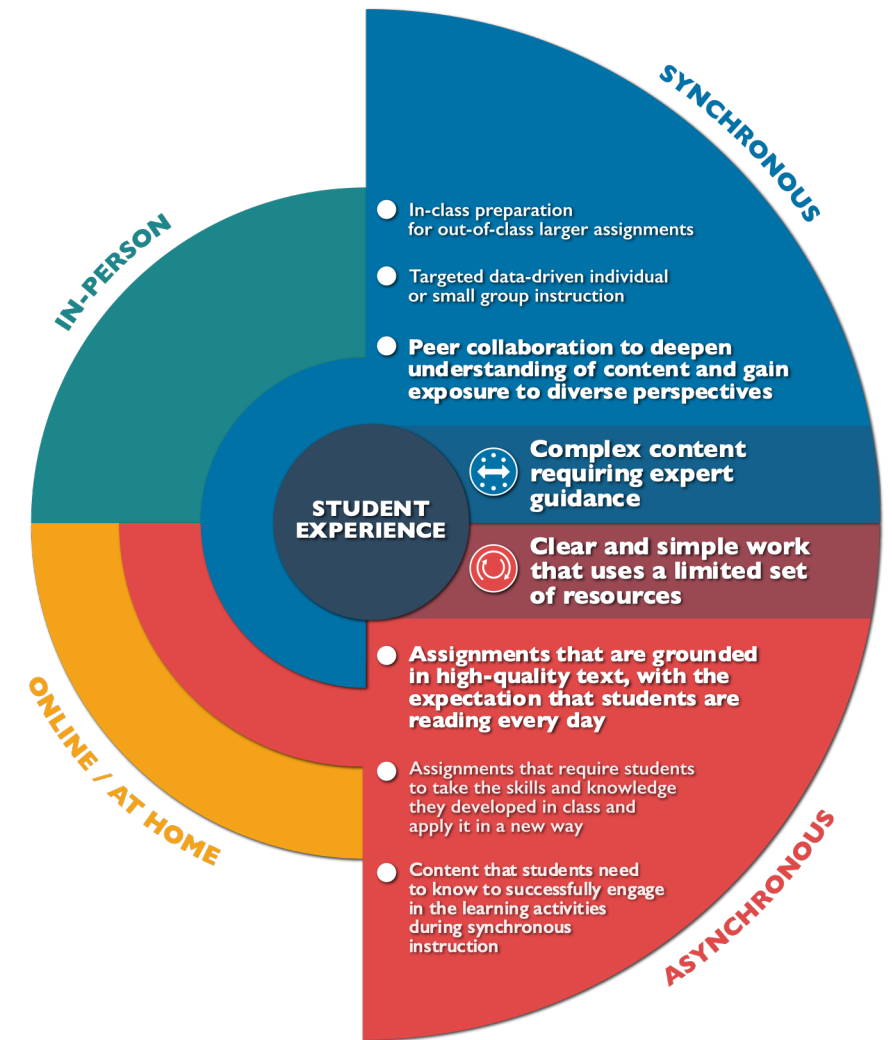 SYNCHRONOUS
IN-PERSON
In-class preparation
for out-of-class larger assignments
Targeted data-driven individual
or small group instruction
Peer collaboration to deepen
understanding of content and gain
exposure to diverse perspectives
Complex content
requiring expert
guidance
STUDENT
EXPERIENCE
Clear and simple work
that uses a limited set
of resources
Assignments that are grounded
in high-quality text, with the
expectation that students are
reading every day
Assignments that require students
to take the skills and knowledge
they developed in class and
apply it in a new way
Content that students need
to know to successfully engage
in the learning activities
during synchronous
instruction
ONLINE / AT HOME
ASYNCHRONOUS